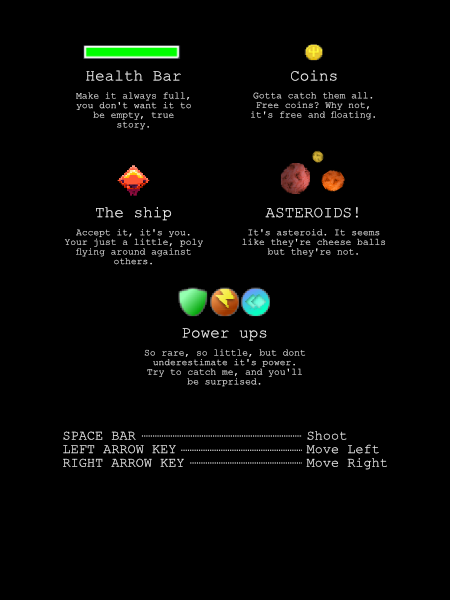 Health Bar
Make it always full,
you don't want it to
be empty, true
story.
Coins
Gotta catch them all.
Free coins? Why not,
it's free and floating.
The ship
Accept it, it's you.
Your just a little, poly
flying around against
others.
ASTEROIDS!
It's asteroid. It seems
like they're cheese balls
but they're not.
Power ups
So rare, so little, but dont
underestimate it's power.
Try to catch me, and you'll
be surprised.
SPACE BAR ........................................ Shoot
LEFT ARROW KEY .............................. Move Left
RIGHT ARROW KEY ............................ Move Right